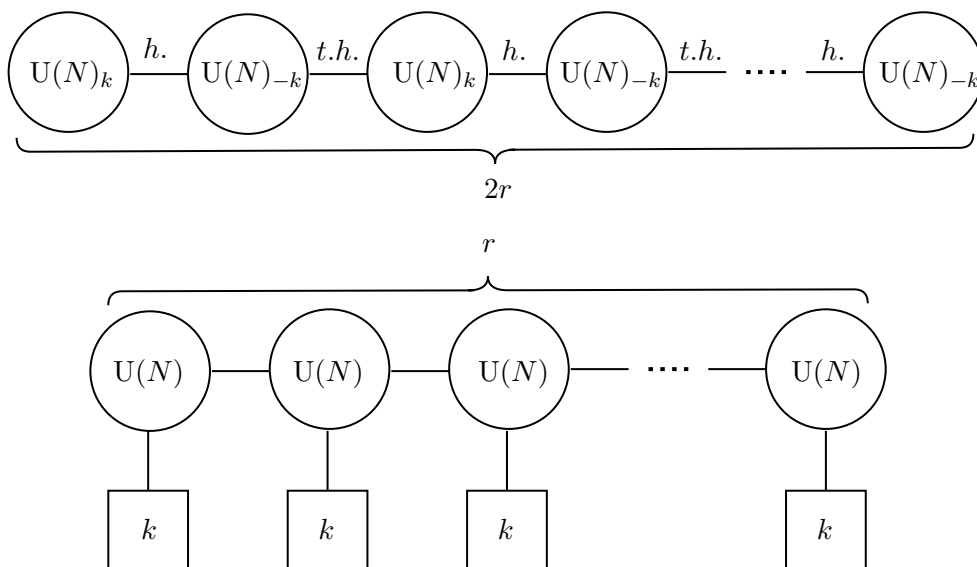 h. t.h. h. t.h. h.
U(N)_k U(N)_{-k} U(N)_k U(N)_{-k} .... U(N)_{-k}
2r
r
U(N) U(N) U(N) .... U(N)
k k k k